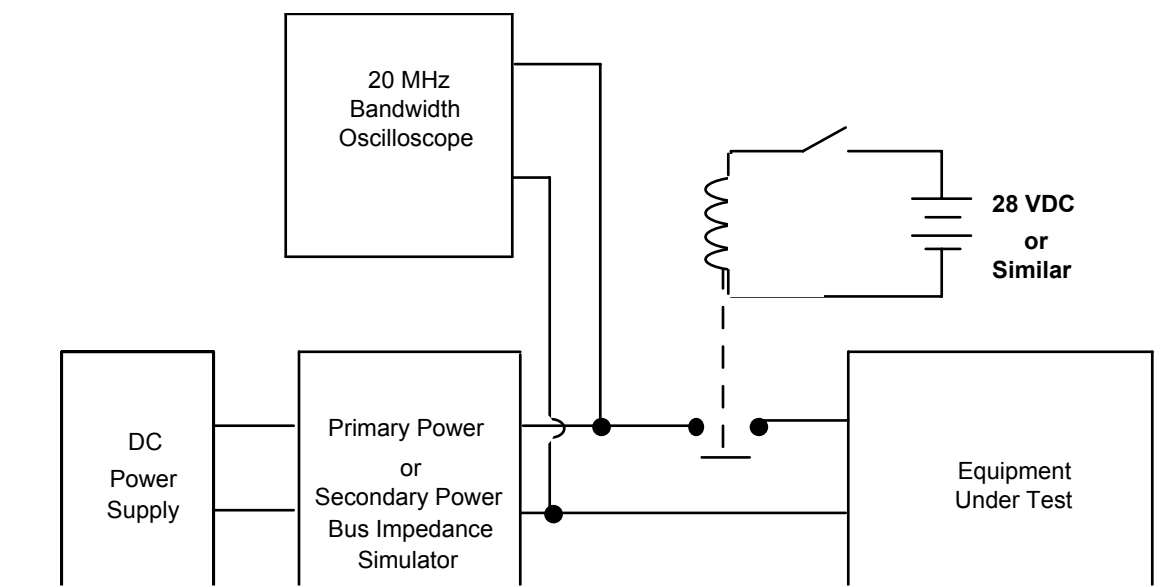 20 MHz
Bandwidth
Oscilloscope
28 VDC
or
Similar
DC
Power
Supply
Primary Power
or
Secondary Power
Bus Impedance
Simulator
Equipment
Under Test